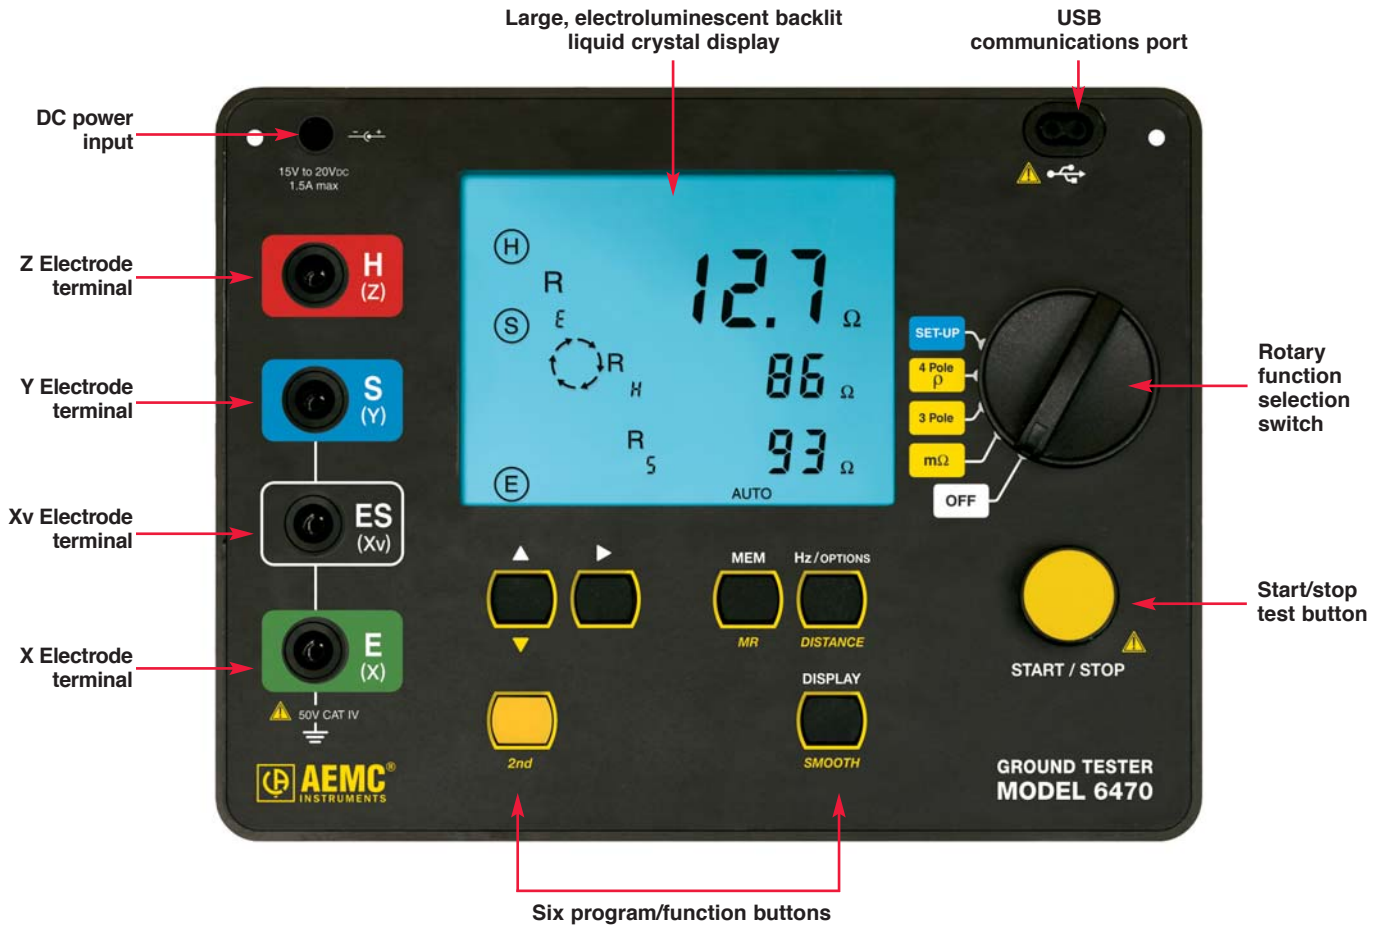 Large, electroluminescent backlit
liquid crystal display
USB
communications port
DC power
input
15V to 20VDC
1.5A max
Z Electrode
terminal
H
(Z)
Y Electrode
terminal
S
(Y)
Xv Electrode
terminal
ES
(Xv)
X Electrode
terminal
E
(X)
50V CAT IV
AEMC®
INSTRUMENTS
H
R
E
12.7 Ω
S
R
H
86 Ω
R
S
93 Ω
E
AUTO
SET-UP
4 Pole
ρ
3 Pole
mΩ
OFF
Rotary
function
selection
switch
MEM
Hz/OPTIONS
MR
DISTANCE
DISPLAY
2nd
SMOOTH
START / STOP
Start/stop
test button
GROUND TESTER
MODEL 6470
Six program/function buttons